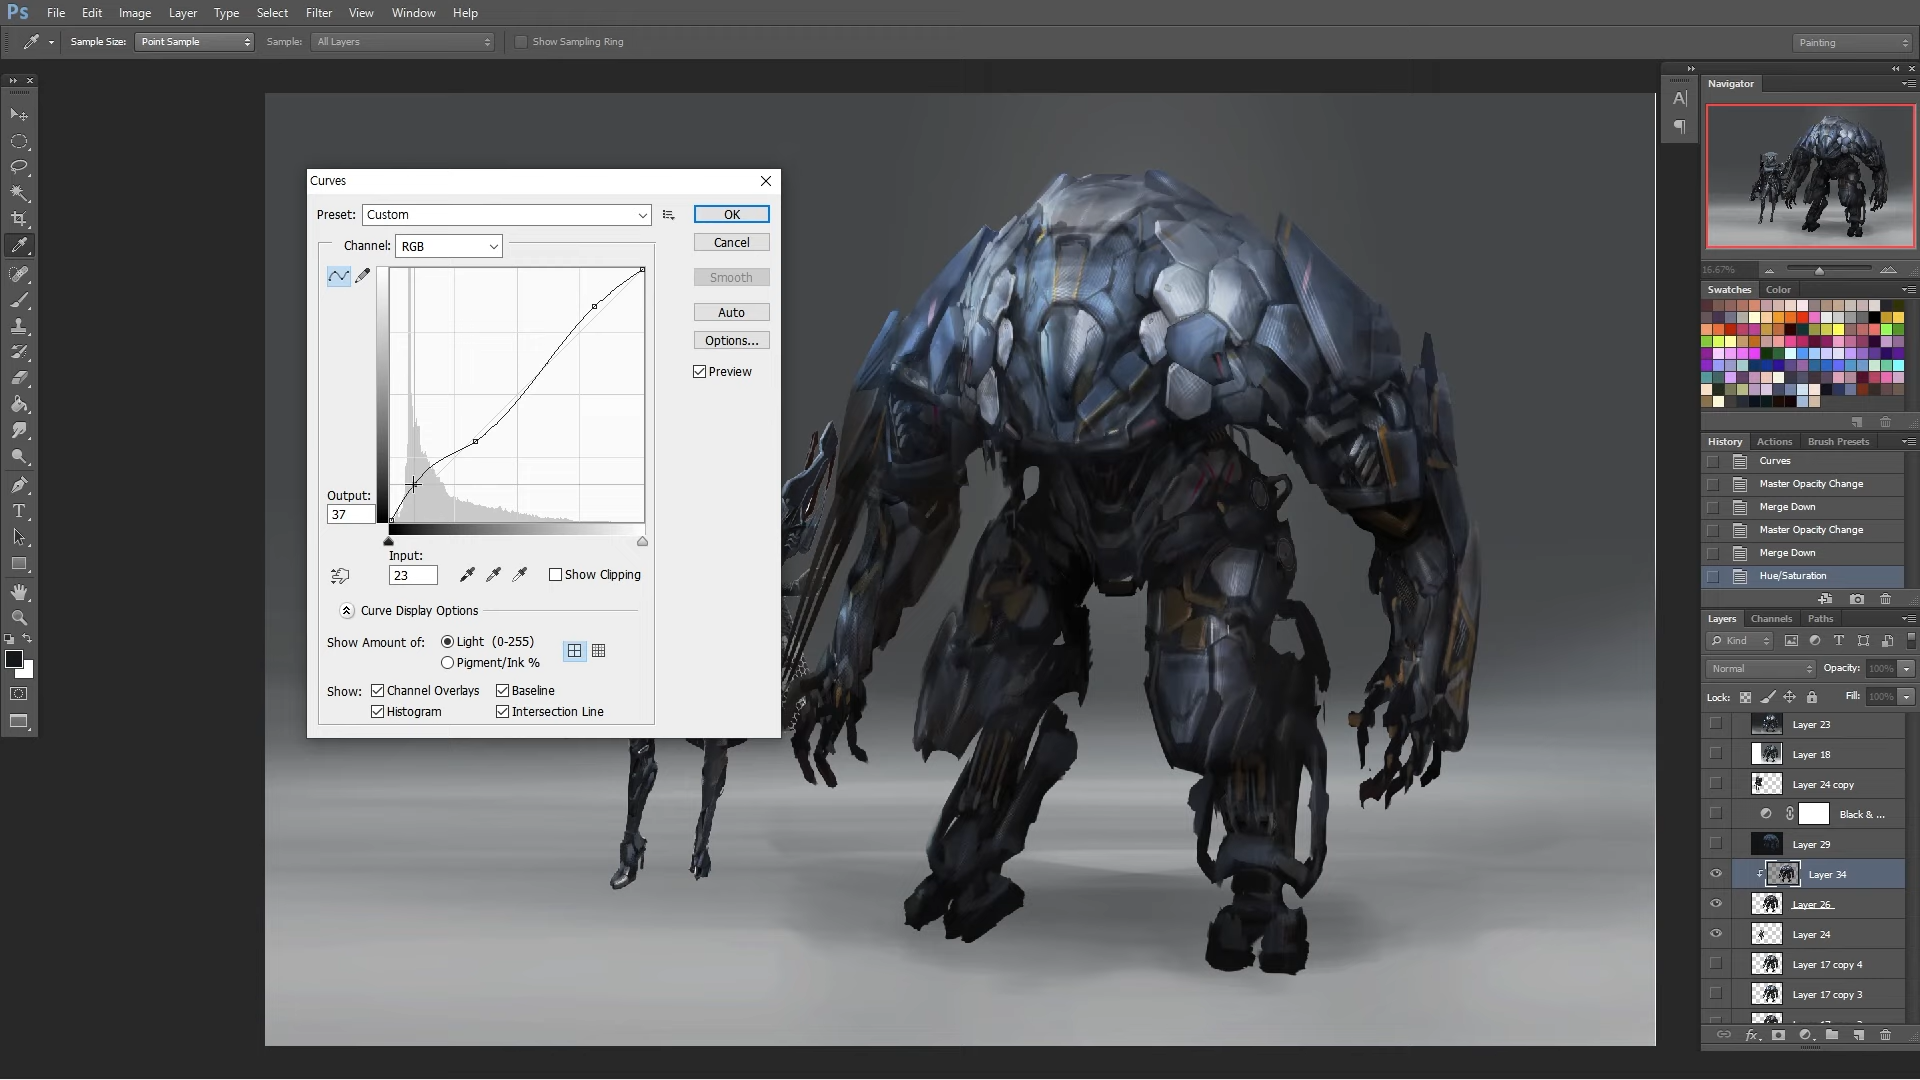 Ps File Edit Image Layer Type Select Filter View Window Help
Sample Size: Point Sample Sample: All Layers Show Sampling Ring Painting
Navigator
16.67%
Swatches Color
History Actions Brush Presets
Curves
Master Opacity Change
Merge Down
Master Opacity Change
Merge Down
Hue/Saturation
Layers Channels Paths
Kind
Normal Opacity: 100%
Lock: Fill: 100%
Layer 23
Layer 18
Layer 24 copy
Black & ...
Layer 29
Layer 34
Layer 26
Layer 24
Layer 17 copy 4
Layer 17 copy 3
Curves
Preset: Custom OK
Channel: RGB Cancel
Smooth
Auto
Options...
Preview
Output:
37
Input:
23 Show Clipping
Curve Display Options
Show Amount of: Light (0-255)
Pigment/Ink %
Show: Channel Overlays Baseline
Histogram Intersection Line